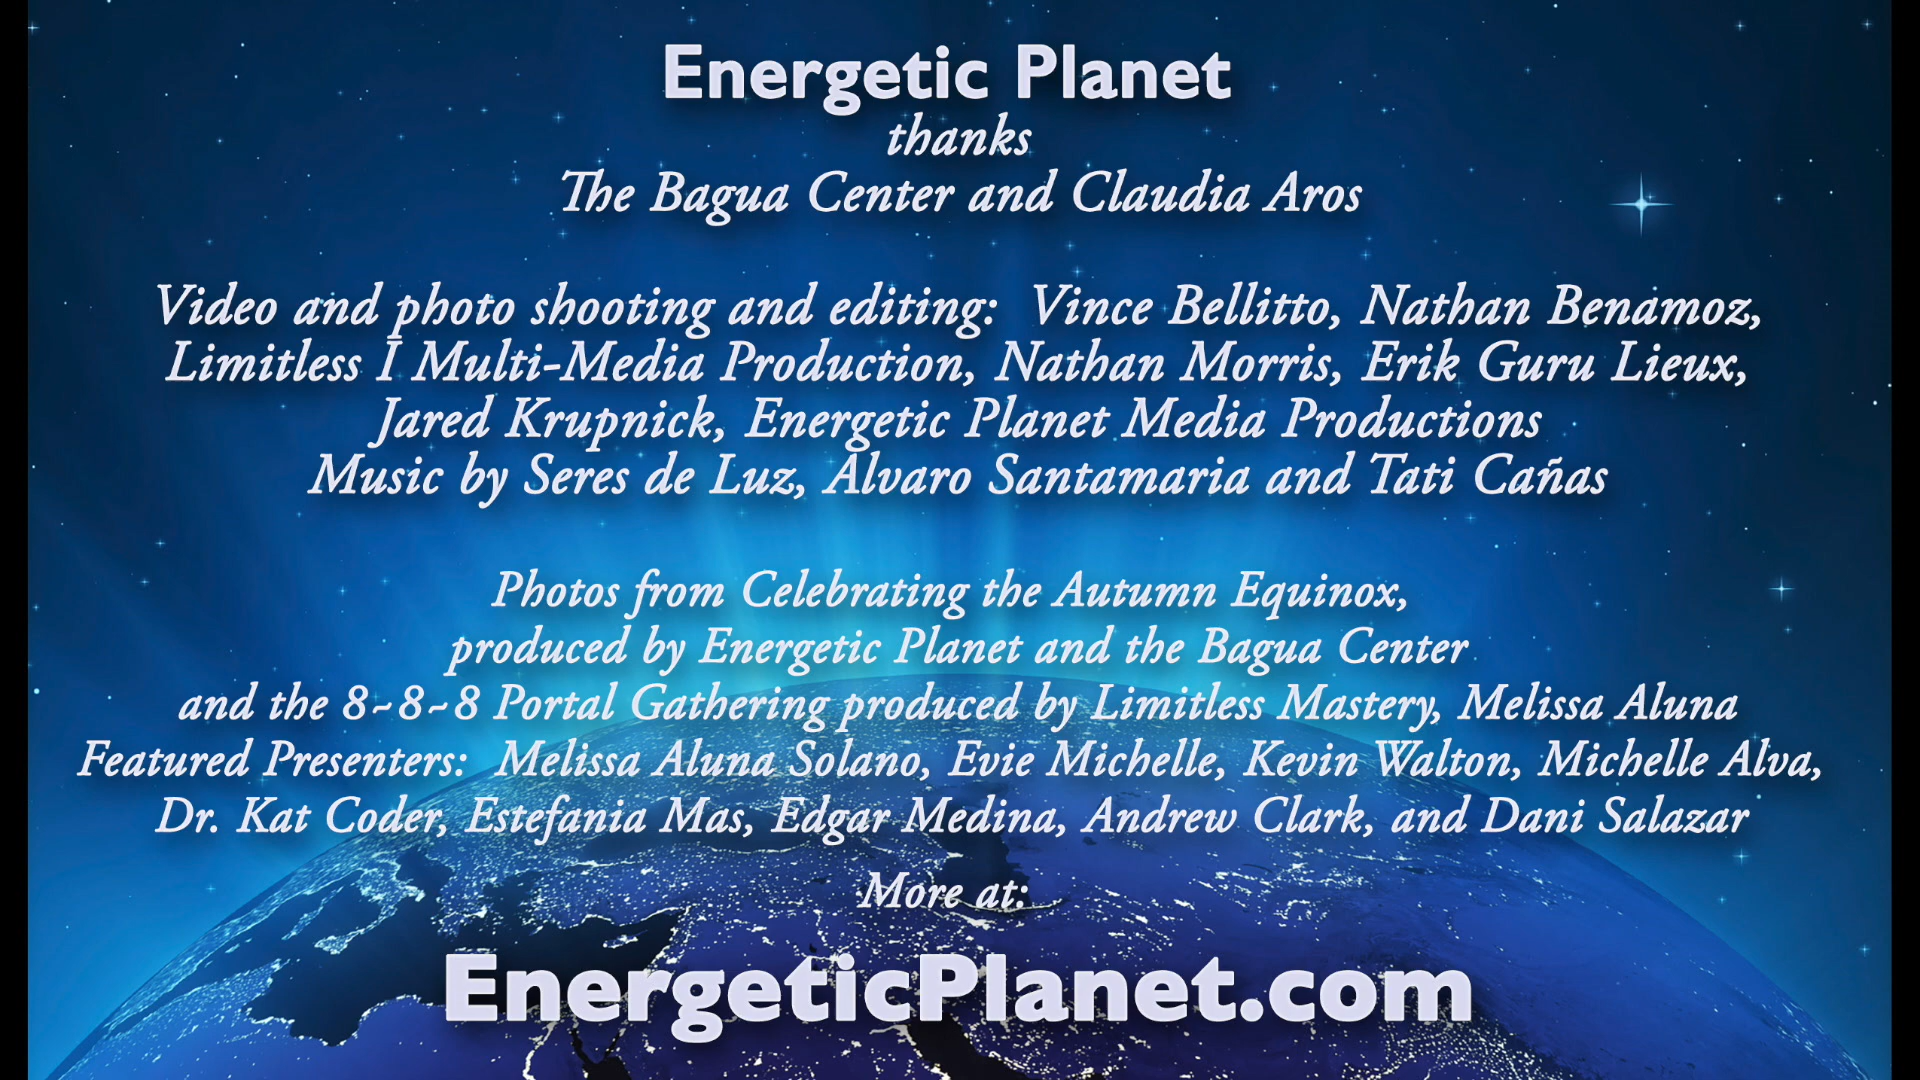 Energetic Planet
thanks
The Bagua Center and Claudia Aros
Video and photo shooting and editing: Vince Bellitto, Nathan Benamoz,
Limitless Ī Multi-Media Production, Nathan Morris, Erik Guru Lieux,
Jared Krupnick, Energetic Planet Media Productions
Music by Seres de Luz, Alvaro Santamaria and Tati Cañas
Photos from Celebrating the Autumn Equinox,
produced by Energetic Planet and the Bagua Center
and the 8~8~8 Portal Gathering produced by Limitless Mastery, Melissa Aluna
Featured Presenters: Melissa Aluna Solano, Evie Michelle, Kevin Walton, Michelle Alva,
Dr. Kat Coder, Estefania Mas, Edgar Medina, Andrew Clark, and Dani Salazar
More at:
EnergeticPlanet.com